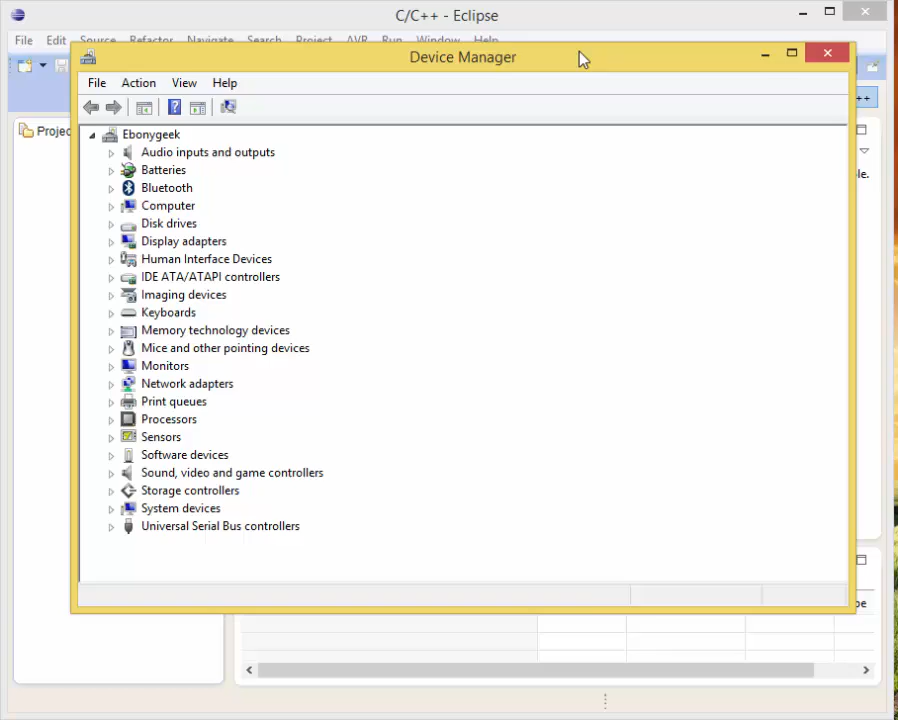 C/C++ - Eclipse
File Edit Source Refactor Navigate Search Project AVR Run Window Help
Device Manager
File Action View Help
++
Projec
le.
Ebonygeek
Audio inputs and outputs
Batteries
Bluetooth
Computer
Disk drives
Display adapters
Human Interface Devices
IDE ATA/ATAPI controllers
Imaging devices
Keyboards
Memory technology devices
Mice and other pointing devices
Monitors
Network adapters
Print queues
Processors
Sensors
Software devices
Sound, video and game controllers
Storage controllers
System devices
Universal Serial Bus controllers
pe